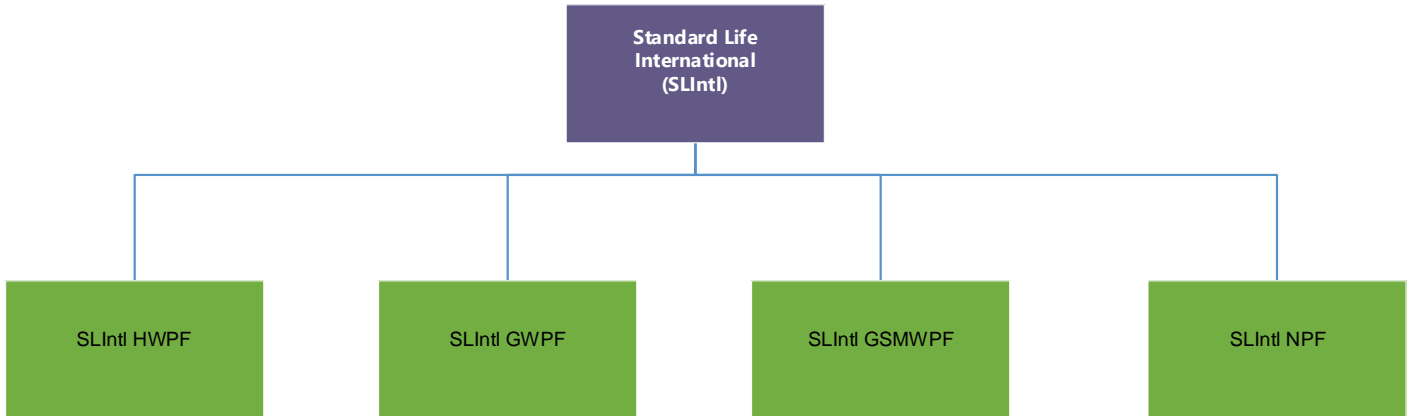 Standard Life
International
(SLIntl)
SLIntl HWPF
SLIntl GWPF
SLIntl GSMWPF
SLIntl NPF